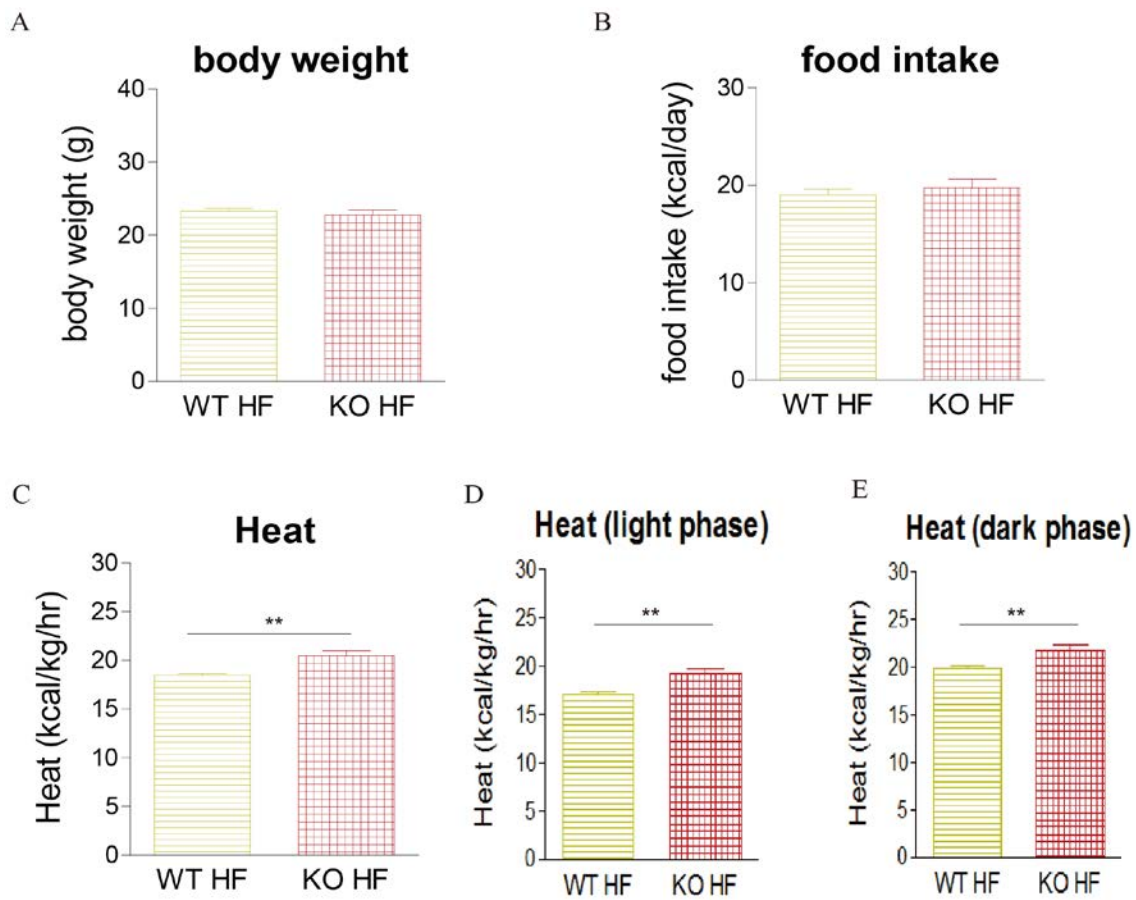 A
body weight
body weight (g)
40
30
20
10
0
WT HF
KO HF
B
food intake
food intake (kcal/day)
30
20
10
0
WT HF
KO HF
C
Heat
Heat (kcal/kg/hr)
30
25
20
15
10
5
0
**
WT HF
KO HF
D
Heat (light phase)
Heat (kcal/kg/hr)
30
25
20
15
10
5
0
**
WT HF
KO HF
E
Heat (dark phase)
Heat (kcal/kg/hr)
30
25
20
15
10
5
0
**
WT HF
KO HF